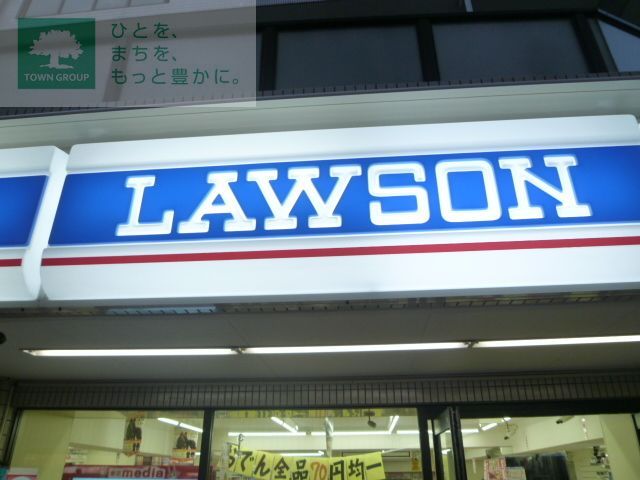 ひとを、
まちを、
もっと豊かに。
TOWN GROUP
LAWSON
おでん全品70円均一
media